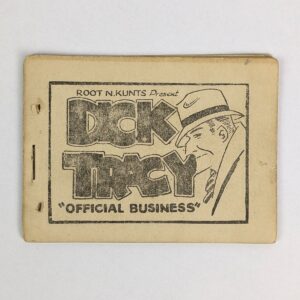 ROOT N.KUNTS Present
DICK
TRACY
"OFFICIAL BUSINESS"